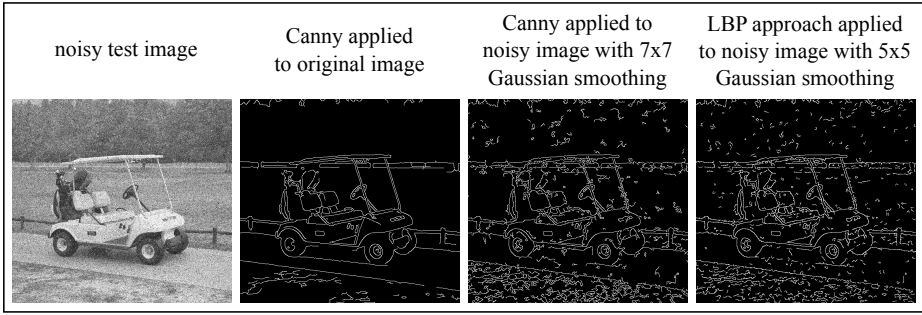 noisy test image
Canny applied
to original image
Canny applied to
noisy image with 7x7
Gaussian smoothing
LBP approach applied
to noisy image with 5x5
Gaussian smoothing